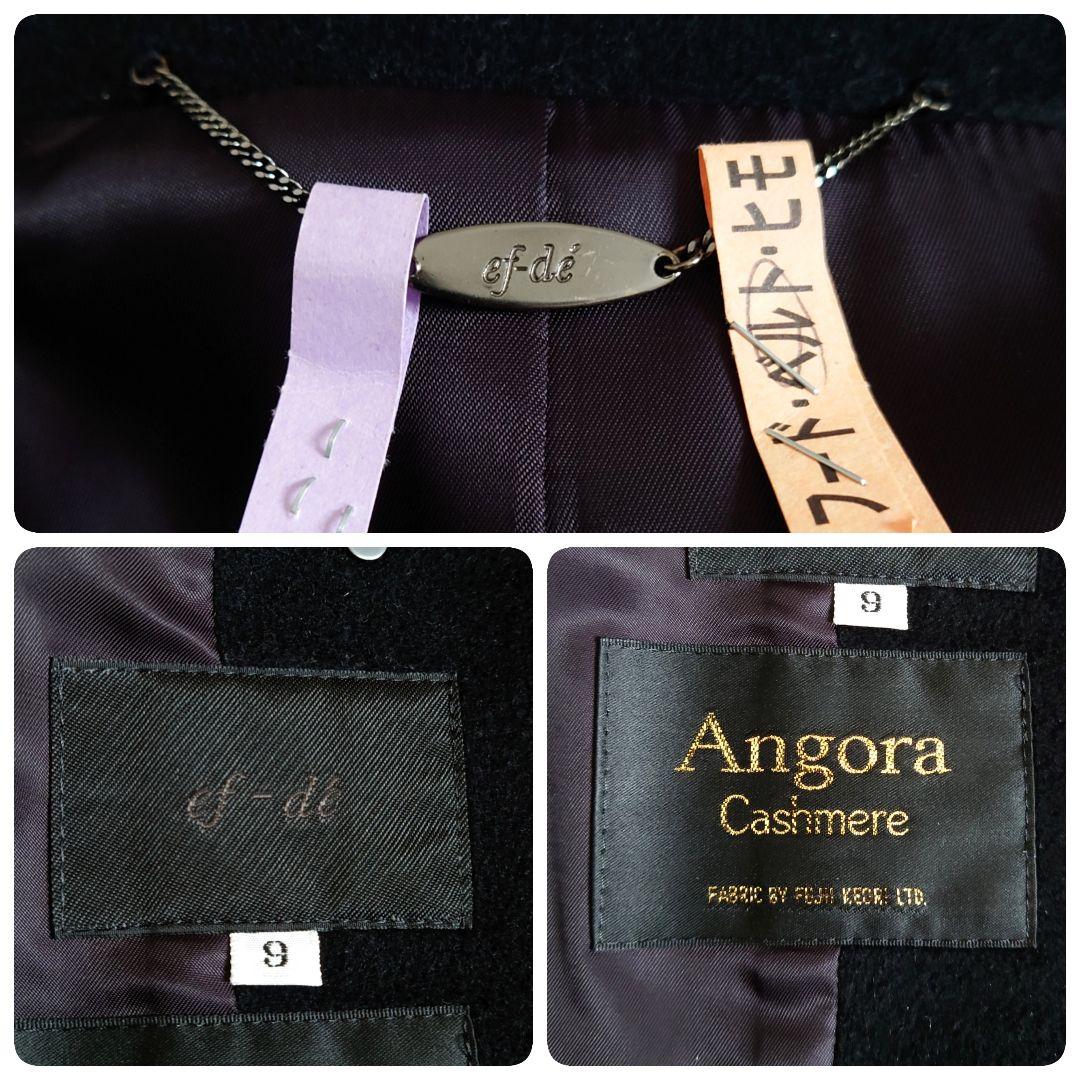 ef-dé
フード・ベルト・ヒモ
ef-dé
9
9
Angora
Cashmere
FABRIC BY FUJII KEORI LTD.